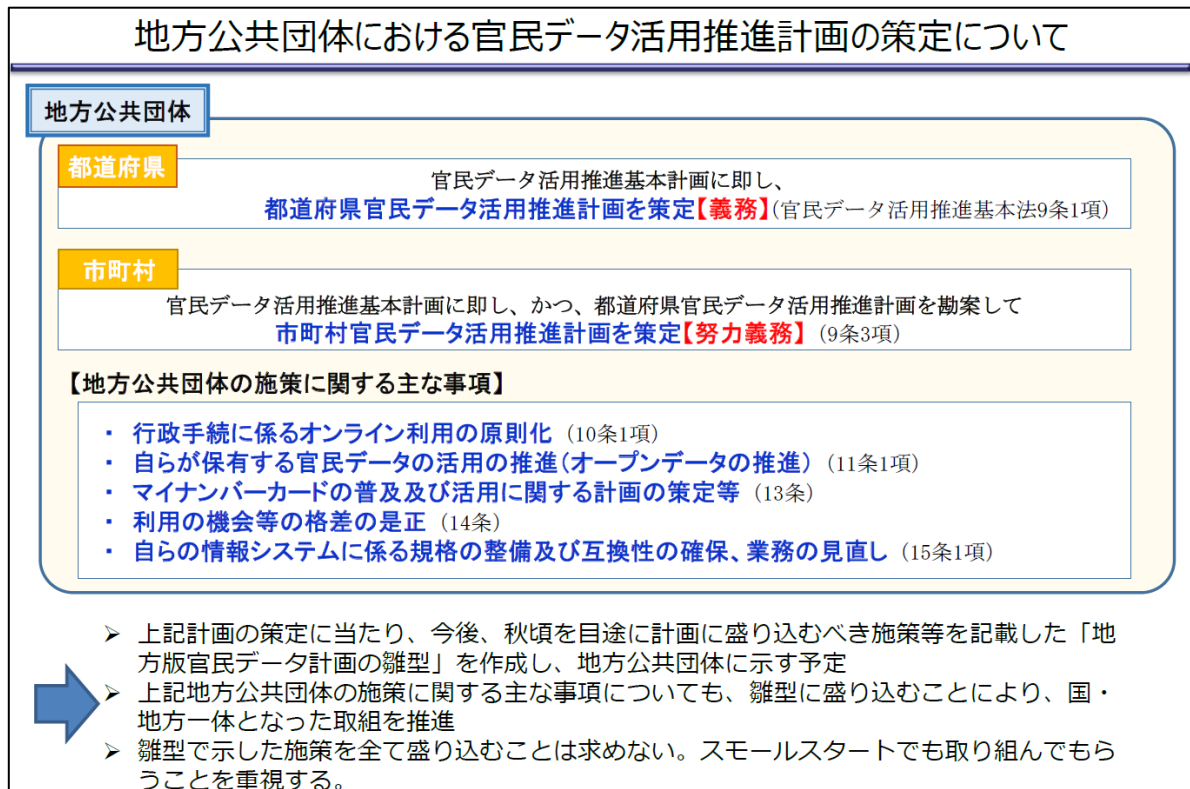 地方公共団体における官民データ活用推進計画の策定について
地方公共団体
都道府県
官民データ活用推進基本計画に即し、
都道府県官民データ活用推進計画を策定【義務】(官民データ活用推進基本法9条1項)
市町村
官民データ活用推進基本計画に即し、かつ、都道府県官民データ活用推進計画を勘案して
市町村官民データ活用推進計画を策定【努力義務】 (9条3項)
【地方公共団体の施策に関する主な事項】
・ 行政手続に係るオンライン利用の原則化 (10条1項)
・ 自らが保有する官民データの活用の推進(オープンデータの推進) (11条1項)
・ マイナンバーカードの普及及び活用に関する計画の策定等 (13条)
・ 利用の機会等の格差の是正 (14条)
・ 自らの情報システムに係る規格の整備及び互換性の確保、業務の見直し (15条1項)
➢ 上記計画の策定に当たり、今後、秋頃を目途に計画に盛り込むべき施策等を記載した「地
方版官民データ計画の雛型」を作成し、地方公共団体に示す予定
➢ 上記地方公共団体の施策に関する主な事項についても、雛型に盛り込むことにより、国・
地方一体となった取組を推進
➢ 雛型で示した施策を全て盛り込むことは求めない。スモールスタートでも取り組んでもら
うことを重視する。